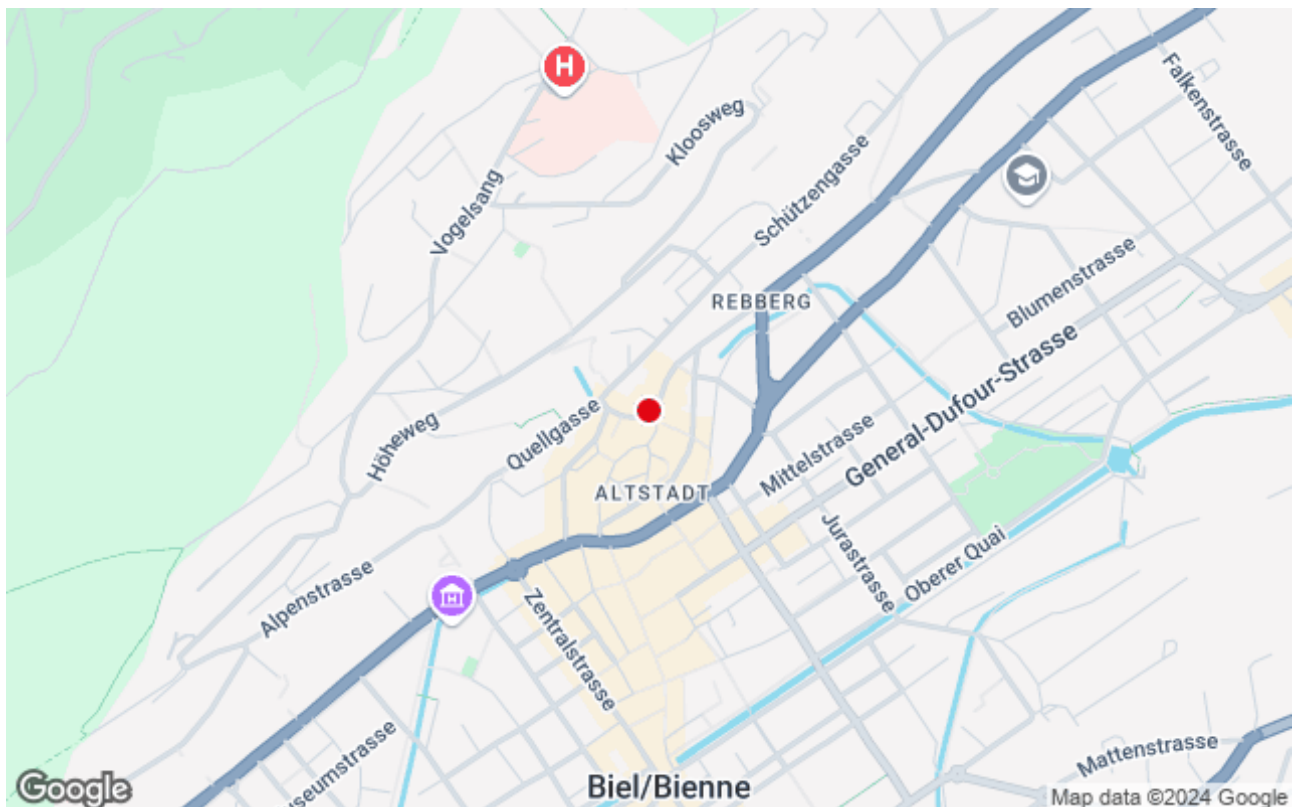 H
Falkenstrasse
Kloosweg
Schützengasse
Vogelsang
Blumenstrasse
REBBERG
General-Dufour-Strasse
Höheweg
Quellgasse
Mittelstrasse
ALTSTADT
Jurastrasse
Oberer Quai
Alpenstrasse
Zentralstrasse
useumstrasse
Mattenstrasse
Biel/Bienne
Google
Map data ©2024 Google